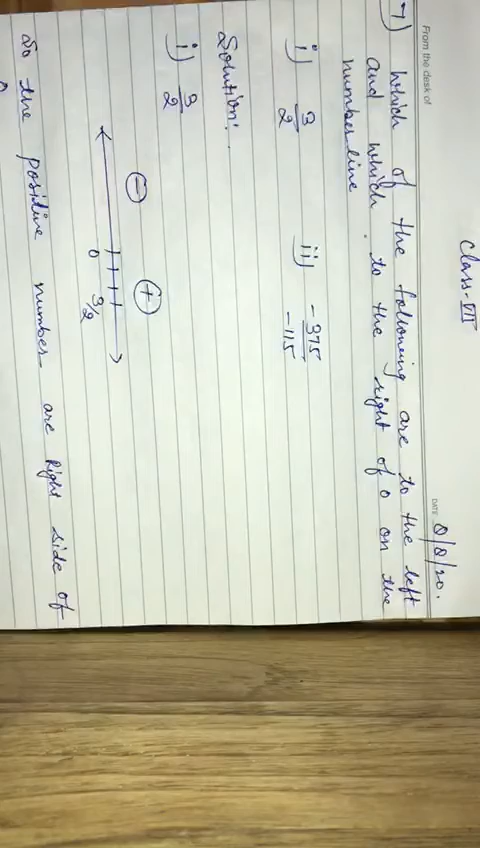 Class-VII
From the desk of
DATE 8/8/20.
7) Which of the following are to the left
and which to the right of 0 on the
number line
i) 3/2 ii) -375/-115
Solution:
i) 3/2
- +
0 3/2
So the positive number are Right side of